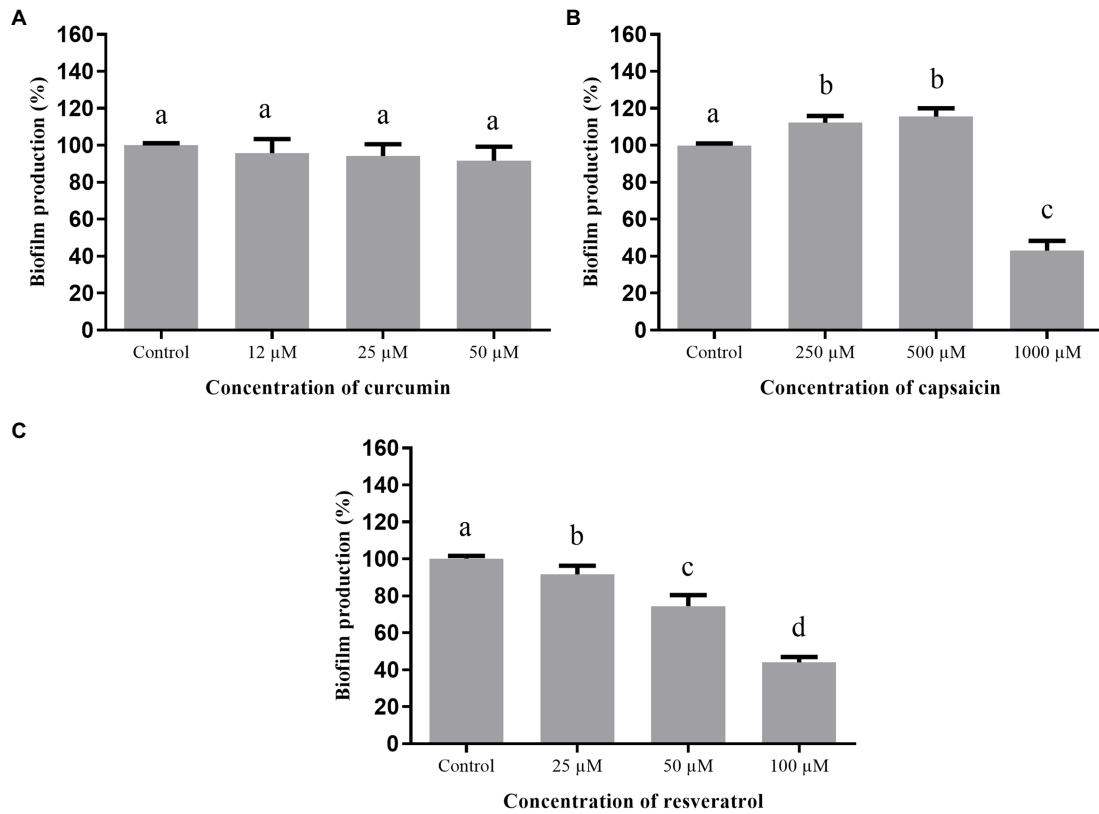 A
160
140
120
100
80
60
40
20
0
Biofilm production (%)
a
a
a
a
Control
12 µM
25 µM
50 µM
Concentration of curcumin
B
160
140
120
100
80
60
40
20
0
Biofilm production (%)
a
b
b
c
Control
250 µM
500 µM
1000 µM
Concentration of capsaicin
C
160
140
120
100
80
60
40
20
0
Biofilm production (%)
a
b
c
d
Control
25 µM
50 µM
100 µM
Concentration of resveratrol